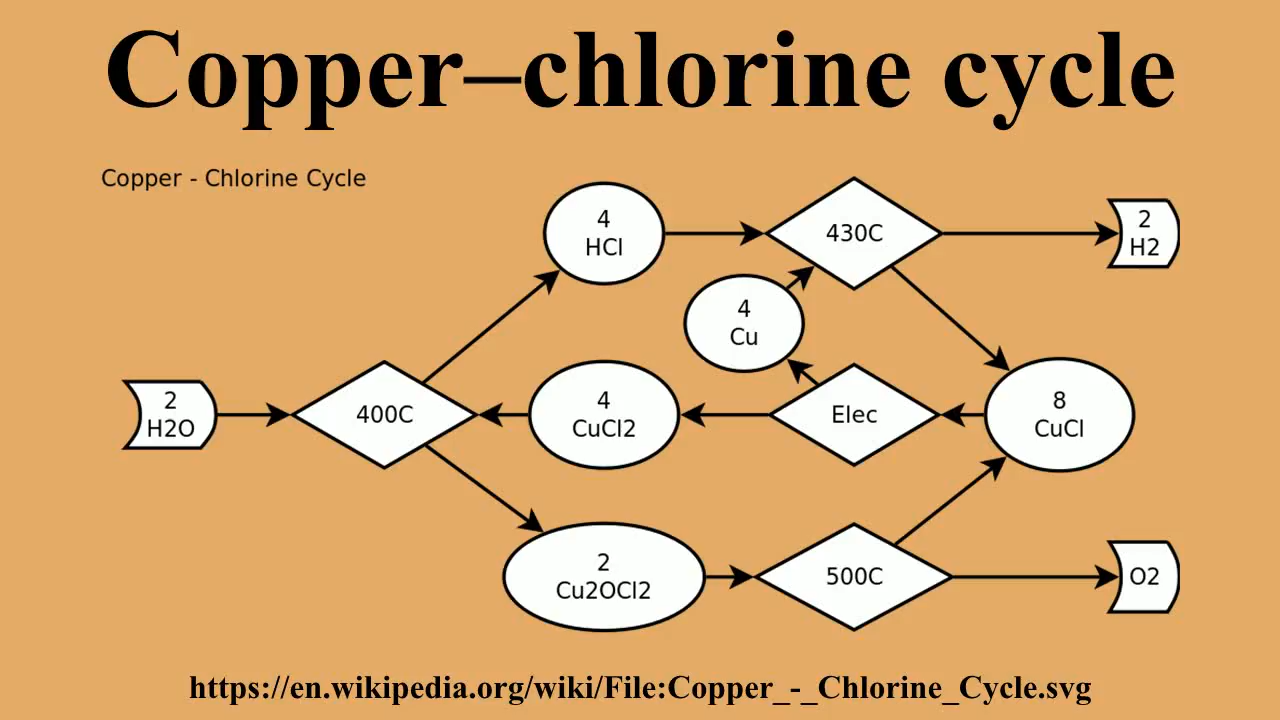 Copper–chlorine cycle
Copper - Chlorine Cycle
4
HCl
430C
2
H2
4
Cu
2
H2O
400C
4
CuCl2
Elec
8
CuCl
2
Cu2OCl2
500C
O2
https://en.wikipedia.org/wiki/File:Copper_-_Chlorine_Cycle.svg